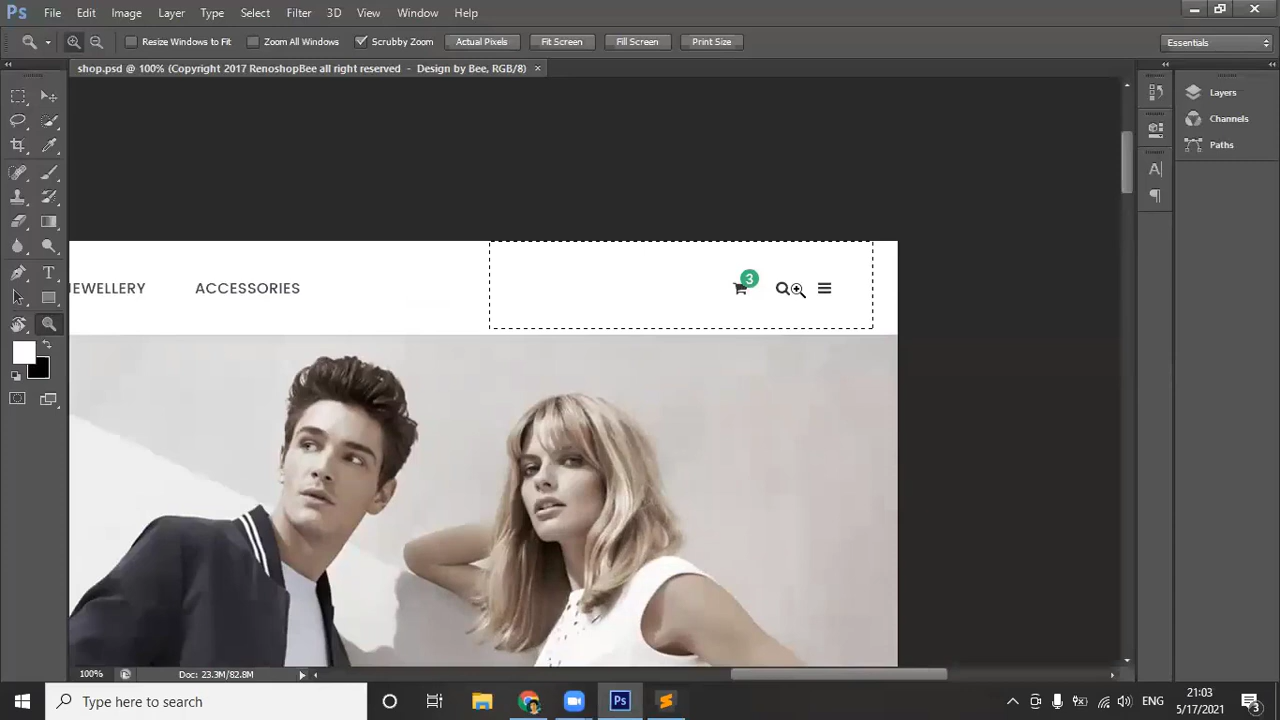 Ps File Edit Image Layer Type Select Filter 3D View Window Help
Resize Windows to Fit Zoom All Windows Scrubby Zoom Actual Pixels Fit Screen Fill Screen Print Size Essentials
shop.psd @ 100% (Copyright 2017 RenoshopBee all right reserved - Design by Bee, RGB/8) ×
Layers
Channels
Paths
3
JEWELLERY ACCESSORIES
100% Doc: 23.3M/82.8M
Type here to search
Ps
ENG
21:03
5/17/2021
3